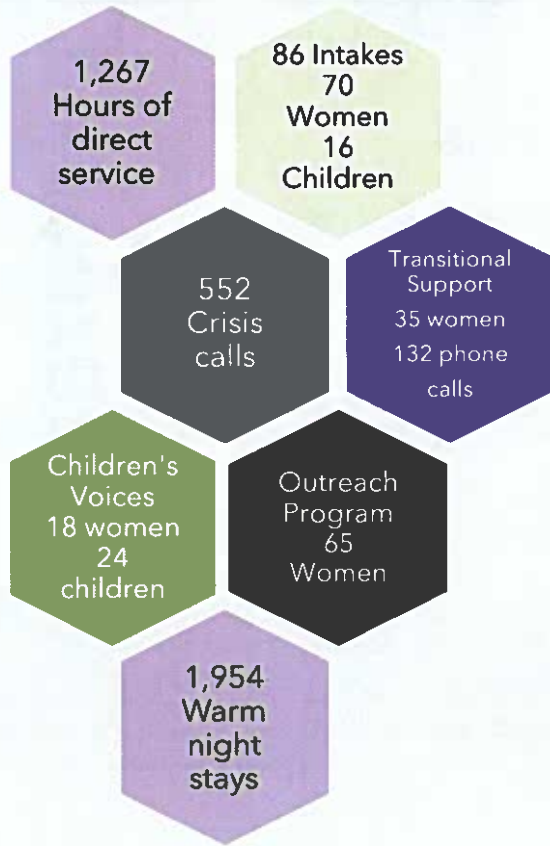 1,267
Hours of
direct
service
86 Intakes
70
Women
16
Children
552
Crisis
calls
Transitional
Support
35 women
132 phone
calls
Children's
Voices
18 women
24
children
Outreach
Program
65
Women
1,954
Warm
night
stays